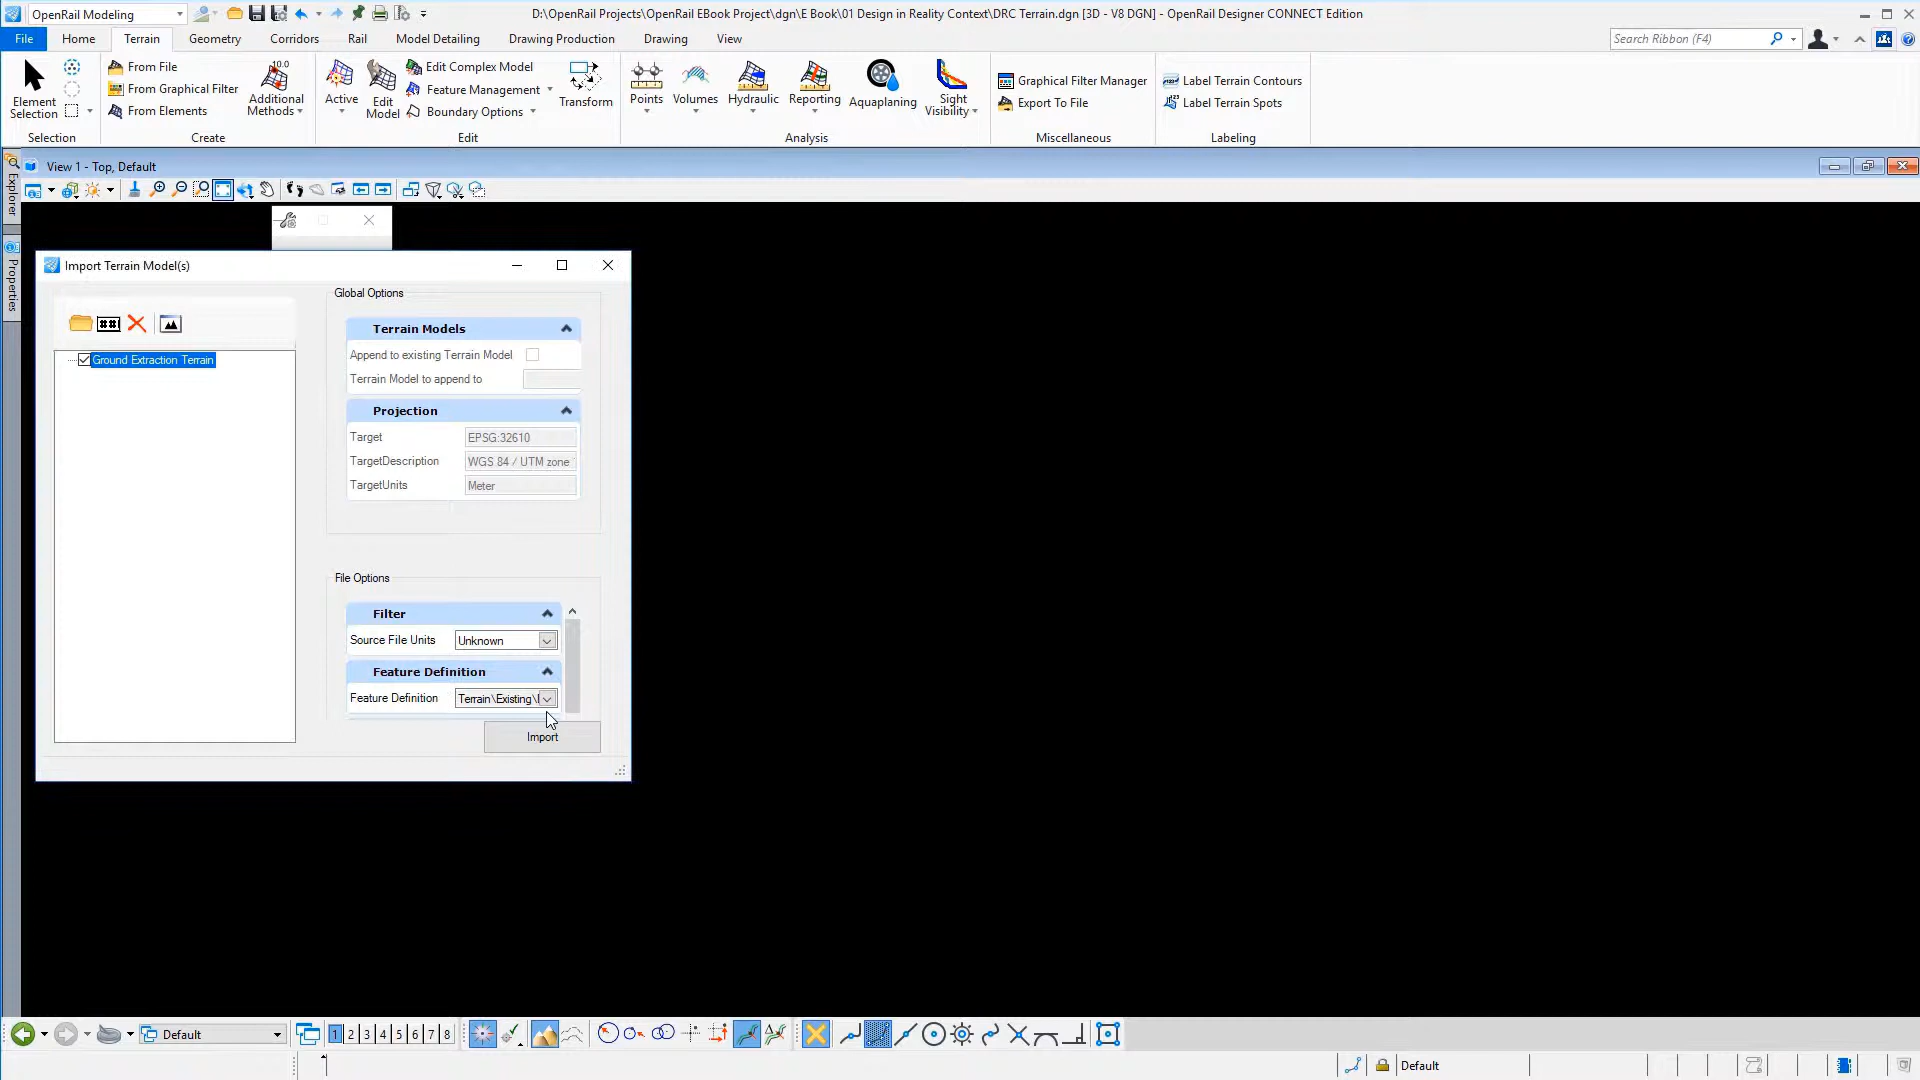 OpenRail Modeling
D:\OpenRail Projects\OpenRail EBook Project\dgn\E Book\01 Design in Reality Context\DRC Terrain.dgn [3D - V8 DGN] - OpenRail Designer CONNECT Edition
File Home Terrain Geometry Corridors Rail Model Detailing Drawing Production Drawing View
Search Ribbon (F4)
Element Selection
Selection
From File
From Graphical Filter
From Elements
10.0
Additional Methods
Create
Active
Edit Model
Edit Complex Model
Feature Management
Boundary Options
Transform
Edit
Points
Volumes
Hydraulic
Reporting
Aquaplaning
Sight Visibility
Analysis
Graphical Filter Manager
Export To File
Miscellaneous
Label Terrain Contours
Label Terrain Spots
Labeling
Explorer
Properties
View 1 - Top, Default
Import Terrain Model(s)
Ground Extraction Terrain
Global Options
Terrain Models
Append to existing Terrain Model
Terrain Model to append to
Projection
Target EPSG:32610
TargetDescription WGS 84 / UTM zone
TargetUnits Meter
File Options
Filter
Source File Units Unknown
Feature Definition
Feature Definition Terrain\Existing\
Import
Default 1 2 3 4 5 6 7 8
Default